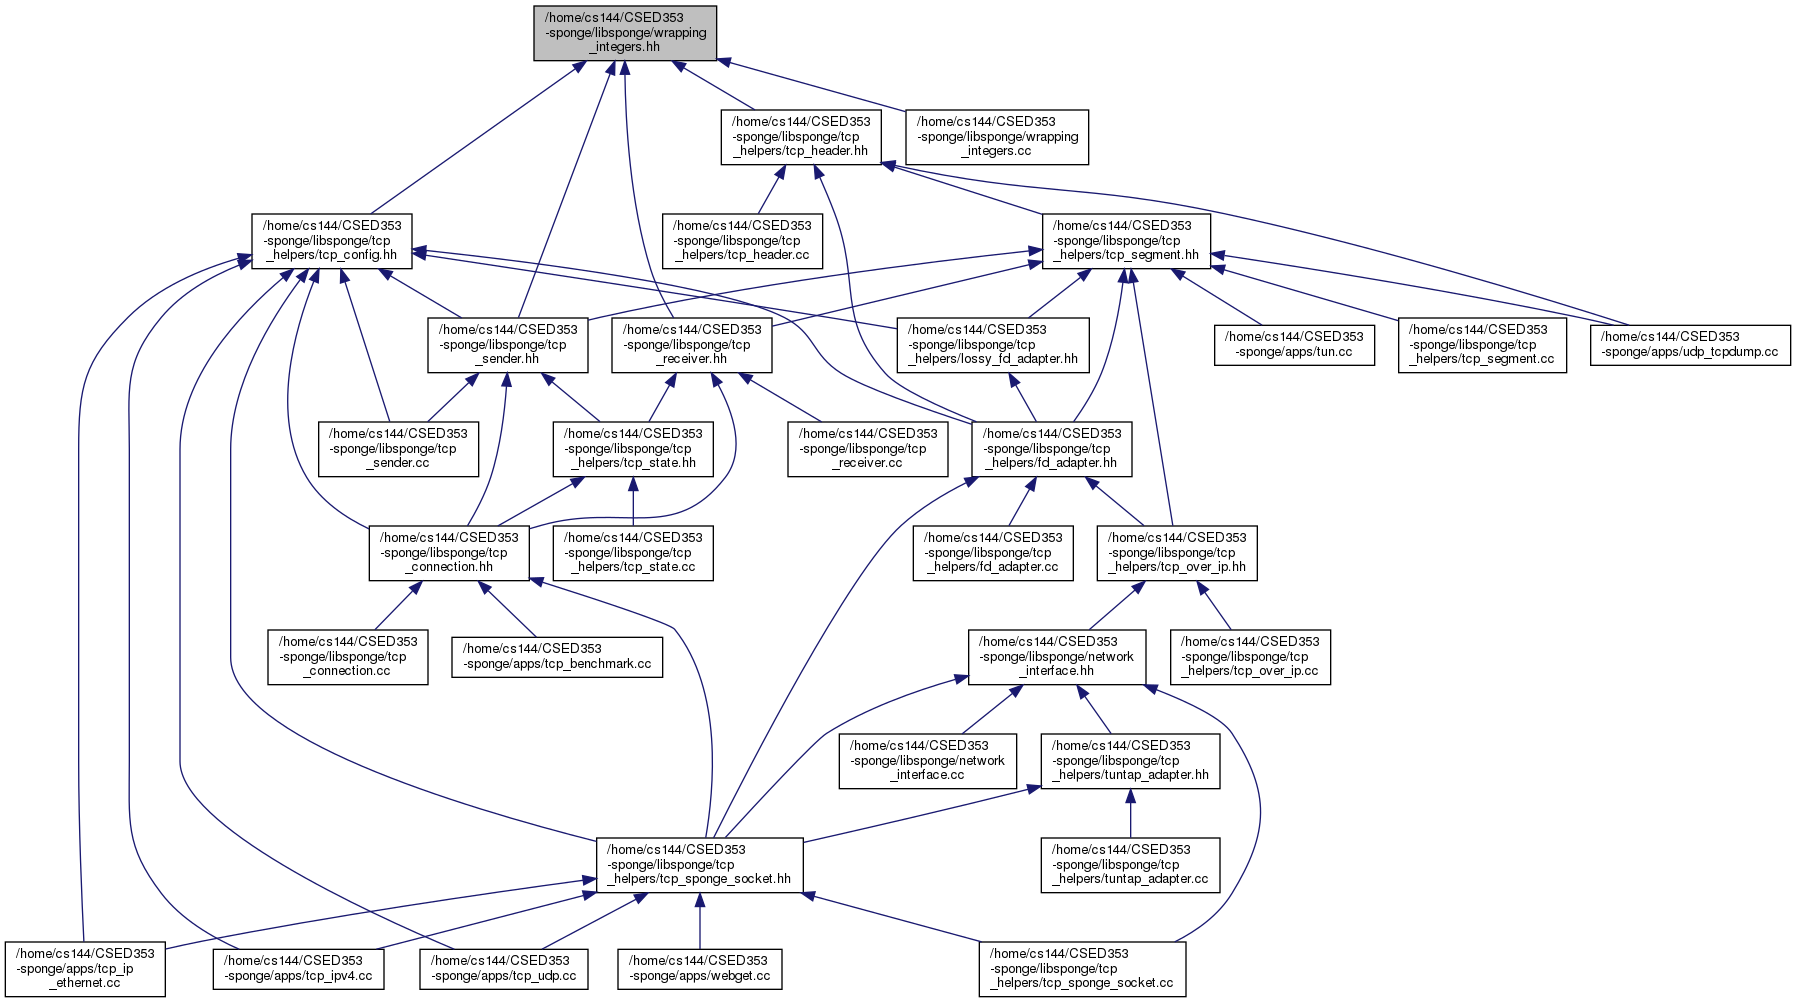 /home/cs144/CSED353
-sponge/libsponge/wrapping
_integers.hh
/home/cs144/CSED353
-sponge/libsponge/tcp
_helpers/tcp_header.hh
/home/cs144/CSED353
-sponge/libsponge/wrapping
_integers.cc
/home/cs144/CSED353
-sponge/libsponge/tcp
_helpers/tcp_config.hh
/home/cs144/CSED353
-sponge/libsponge/tcp
_helpers/tcp_header.cc
/home/cs144/CSED353
-sponge/libsponge/tcp
_helpers/tcp_segment.hh
/home/cs144/CSED353
-sponge/libsponge/tcp
_sender.hh
/home/cs144/CSED353
-sponge/libsponge/tcp
_receiver.hh
/home/cs144/CSED353
-sponge/libsponge/tcp
_helpers/lossy_fd_adapter.hh
/home/cs144/CSED353
-sponge/apps/tun.cc
/home/cs144/CSED353
-sponge/libsponge/tcp
_helpers/tcp_segment.cc
/home/cs144/CSED353
-sponge/apps/udp_tcpdump.cc
/home/cs144/CSED353
-sponge/libsponge/tcp
_sender.cc
/home/cs144/CSED353
-sponge/libsponge/tcp
_helpers/tcp_state.hh
/home/cs144/CSED353
-sponge/libsponge/tcp
_receiver.cc
/home/cs144/CSED353
-sponge/libsponge/tcp
_helpers/fd_adapter.hh
/home/cs144/CSED353
-sponge/libsponge/tcp
_connection.hh
/home/cs144/CSED353
-sponge/libsponge/tcp
_helpers/tcp_state.cc
/home/cs144/CSED353
-sponge/libsponge/tcp
_helpers/fd_adapter.cc
/home/cs144/CSED353
-sponge/libsponge/tcp
_helpers/tcp_over_ip.hh
/home/cs144/CSED353
-sponge/libsponge/tcp
_connection.cc
/home/cs144/CSED353
-sponge/apps/tcp_benchmark.cc
/home/cs144/CSED353
-sponge/libsponge/network
_interface.hh
/home/cs144/CSED353
-sponge/libsponge/tcp
_helpers/tcp_over_ip.cc
/home/cs144/CSED353
-sponge/libsponge/network
_interface.cc
/home/cs144/CSED353
-sponge/libsponge/tcp
_helpers/tuntap_adapter.hh
/home/cs144/CSED353
-sponge/libsponge/tcp
_helpers/tcp_sponge_socket.hh
/home/cs144/CSED353
-sponge/libsponge/tcp
_helpers/tuntap_adapter.cc
/home/cs144/CSED353
-sponge/apps/tcp_ip
_ethernet.cc
/home/cs144/CSED353
-sponge/apps/tcp_ipv4.cc
/home/cs144/CSED353
-sponge/apps/tcp_udp.cc
/home/cs144/CSED353
-sponge/apps/webget.cc
/home/cs144/CSED353
-sponge/libsponge/tcp
_helpers/tcp_sponge_socket.cc